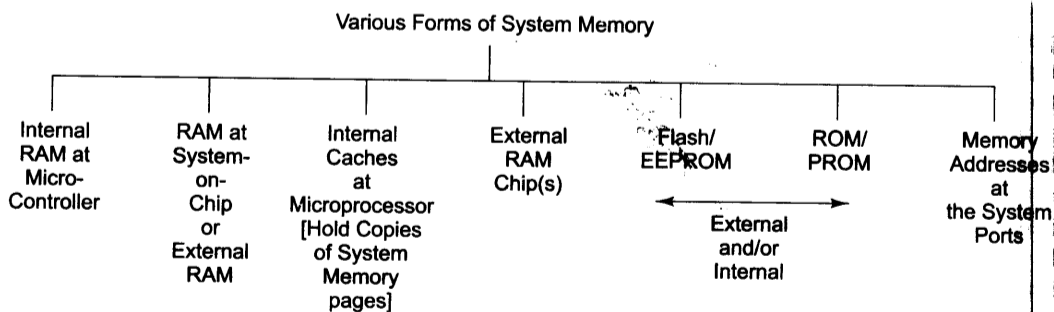 Various Forms of System Memory
Internal
RAM at
Micro-
Controller
RAM at
System-
on-
Chip
or
External
RAM
Internal
Caches
at
Microprocessor
[Hold Copies
of System
Memory
pages]
External
RAM
Chip(s)
Flash/
EEPROM
ROM/
PROM
External
and/or
Internal
Memory
Addresses
at
the System
Ports